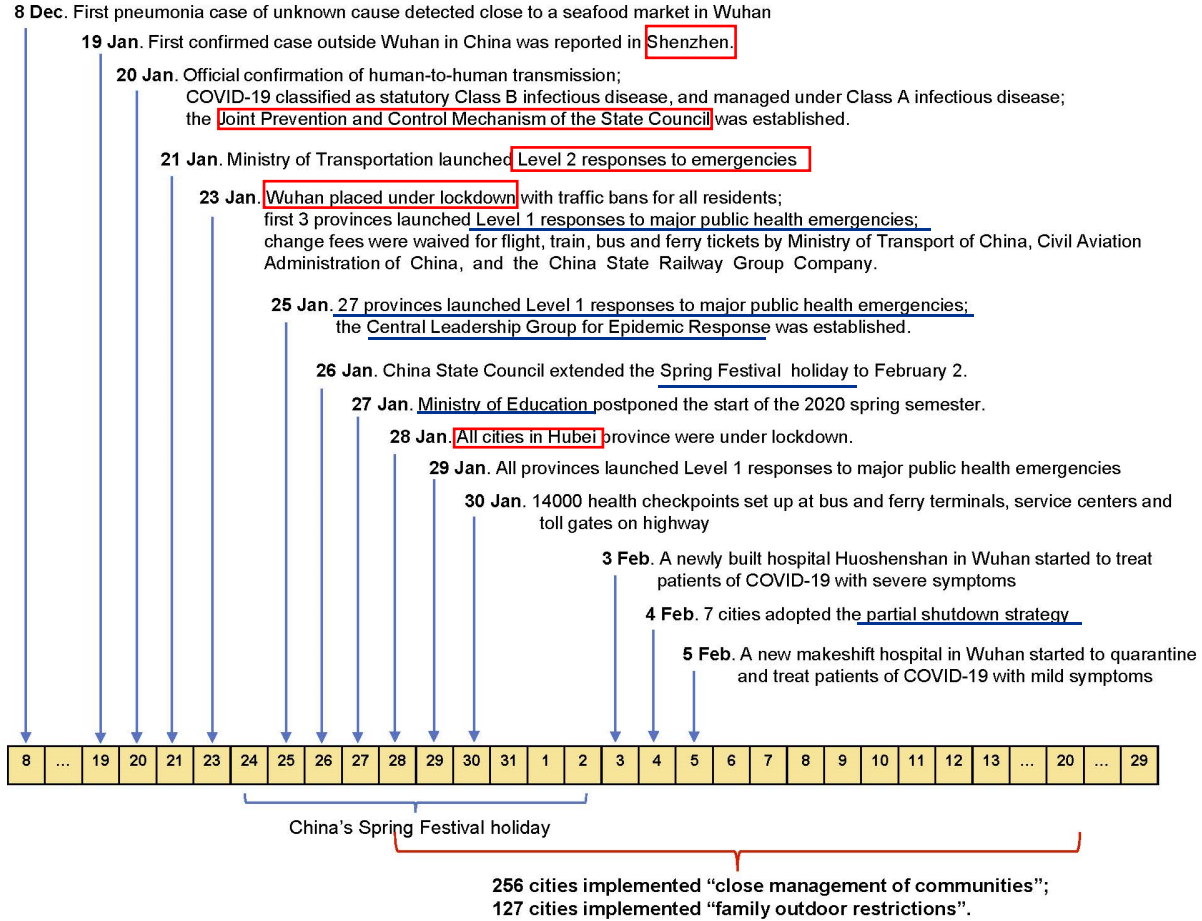 8 Dec. First pneumonia case of unknown cause detected close to a seafood market in Wuhan
19 Jan. First confirmed case outside Wuhan in China was reported in Shenzhen.
20 Jan. Official confirmation of human-to-human transmission;
COVID-19 classified as statutory Class B infectious disease, and managed under Class A infectious disease;
the Joint Prevention and Control Mechanism of the State Council was established.
21 Jan. Ministry of Transportation launched Level 2 responses to emergencies
23 Jan. Wuhan placed under lockdown with traffic bans for all residents;
first 3 provinces launched Level 1 responses to major public health emergencies;
change fees were waived for flight, train, bus and ferry tickets by Ministry of Transport of China, Civil Aviation
Administration of China, and the China State Railway Group Company.
25 Jan. 27 provinces launched Level 1 responses to major public health emergencies;
the Central Leadership Group for Epidemic Response was established.
26 Jan. China State Council extended the Spring Festival holiday to February 2.
27 Jan. Ministry of Education postponed the start of the 2020 spring semester.
28 Jan. All cities in Hubei province were under lockdown.
29 Jan. All provinces launched Level 1 responses to major public health emergencies
30 Jan. 14000 health checkpoints set up at bus and ferry terminals, service centers and
toll gates on highway
3 Feb. A newly built hospital Huoshenshan in Wuhan started to treat
patients of COVID-19 with severe symptoms
4 Feb. 7 cities adopted the partial shutdown strategy
5 Feb. A new makeshift hospital in Wuhan started to quarantine
and treat patients of COVID-19 with mild symptoms
8 ... 19 20 21 23 24 25 26 27 28 29 30 31 1 2 3 4 5 6 7 8 9 10 11 12 13 ... 20 ... 29
China's Spring Festival holiday
256 cities implemented "close management of communities";
127 cities implemented "family outdoor restrictions".